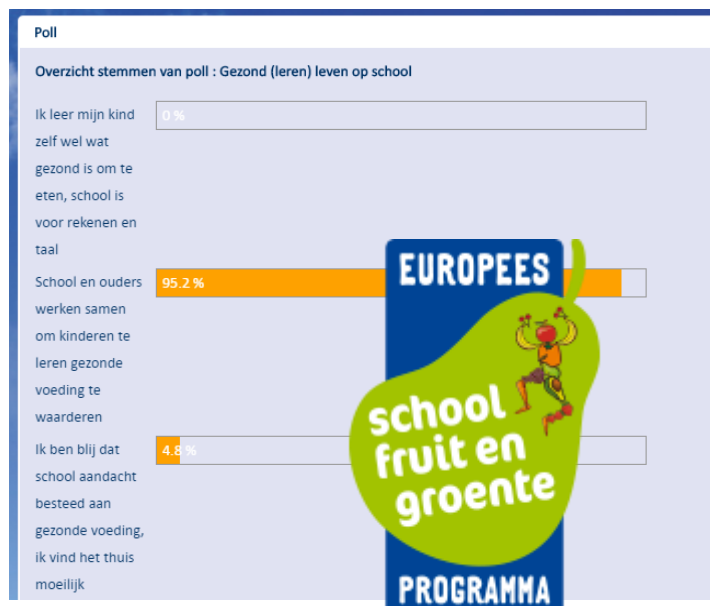 Poll
Overzicht stemmen van poll : Gezond (leren) leven op school
Ik leer mijn kind
zelf wel wat
gezond is om te
eten, school is
voor rekenen en
taal
0 %
School en ouders
werken samen
om kinderen te
leren gezonde
voeding te
waarderen
95.2 %
Ik ben blij dat
school aandacht
besteed aan
gezonde voeding,
ik vind het thuis
moeilijk
4.8 %
EUROPEES
school
fruit en
groente
PROGRAMMA